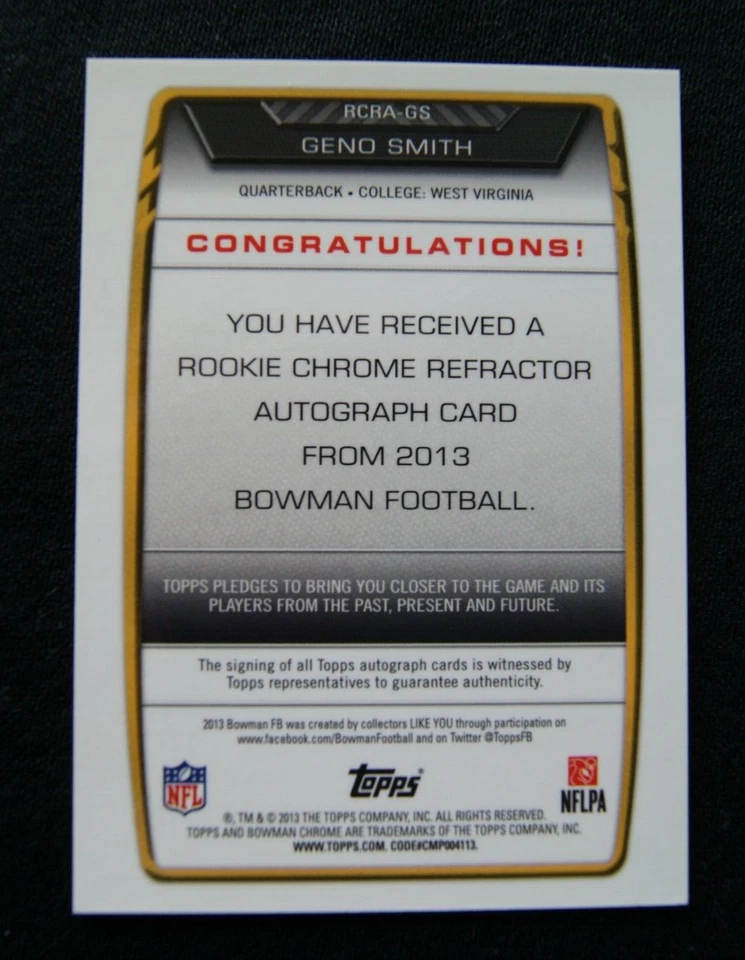 RCRA-GS
GENO SMITH
QUARTERBACK • COLLEGE: WEST VIRGINIA
CONGRATULATIONS!
YOU HAVE RECEIVED A
ROOKIE CHROME REFRACTOR
AUTOGRAPH CARD
FROM 2013
BOWMAN FOOTBALL.
TOPPS PLEDGES TO BRING YOU CLOSER TO THE GAME AND ITS
PLAYERS FROM THE PAST, PRESENT AND FUTURE.
The signing of all Topps autograph cards is witnessed by
Topps representatives to guarantee authenticity.
2013 Bowman FB was created by collectors LIKE YOU through participation on
www.facebook.com/BowmanFootball and on Twitter @ToppsFB
NFL
topps®
NFLPA
®, TM & © 2013 THE TOPPS COMPANY, INC. ALL RIGHTS RESERVED.
TOPPS AND BOWMAN CHROME ARE TRADEMARKS OF THE TOPPS COMPANY, INC.
WWW.TOPPS.COM. CODE#CMP004113.